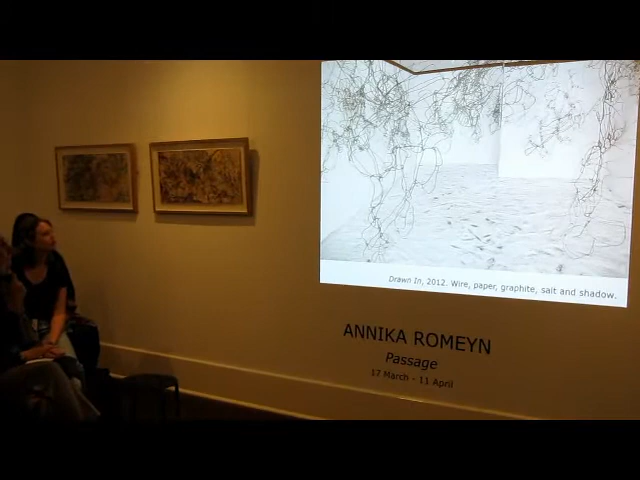 Drawn In, 2012. Wire, paper, graphite, salt and shadow.
ANNIKA ROMEYN
Passage
17 March - 11 April